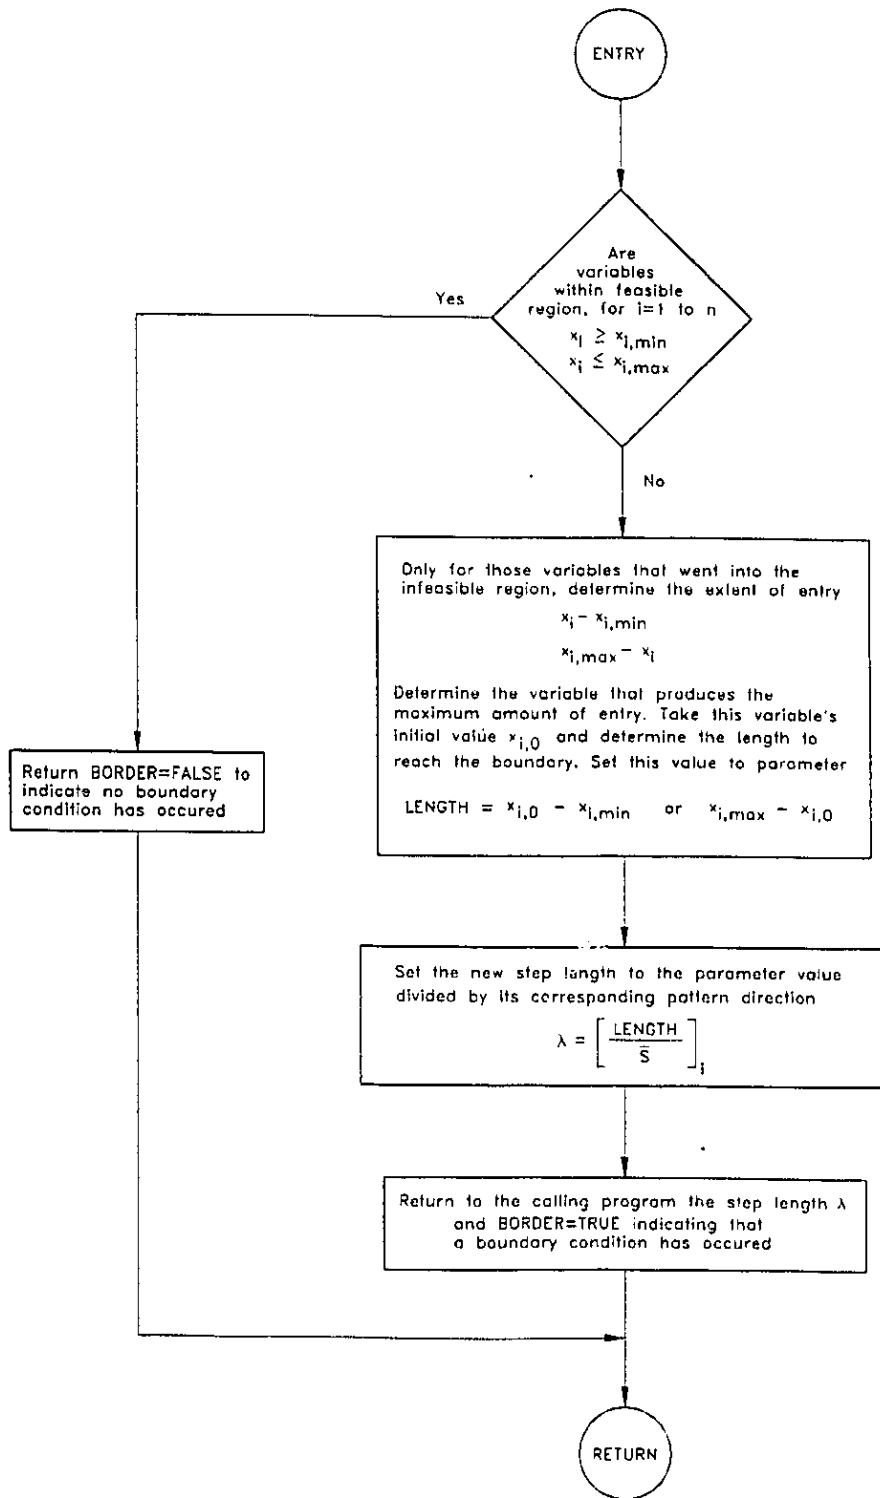 ENTRY
Are
variables
within feasible
region, for i=1 to n
x_i ≥ x_i,min
x_i ≤ x_i,max
Yes
No
Only for those variables that went into the
infeasible region, determine the extent of entry
x_i - x_i,min
x_i,max - x_i
Determine the variable that produces the
maximum amount of entry. Take this variable's
initial value x_i,0 and determine the length to
reach the boundary. Set this value to parameter
LENGTH = x_i,0 - x_i,min or x_i,max - x_i,0
Return BORDER=FALSE to
indicate no boundary
condition has occured
Set the new step length to the parameter value
divided by its corresponding pattern direction
λ = [ LENGTH / S̄ ]_i
Return to the calling program the step length λ
and BORDER=TRUE indicating that
a boundary condition has occured
RETURN